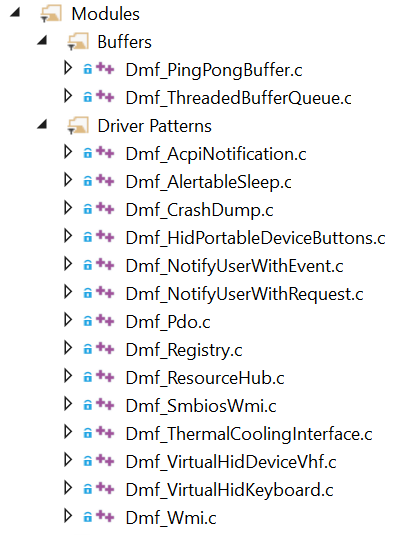 Modules
Buffers
Dmf_PingPongBuffer.c
Dmf_ThreadedBufferQueue.c
Driver Patterns
Dmf_AcpiNotification.c
Dmf_AlertableSleep.c
Dmf_CrashDump.c
Dmf_HidPortableDeviceButtons.c
Dmf_NotifyUserWithEvent.c
Dmf_NotifyUserWithRequest.c
Dmf_Pdo.c
Dmf_Registry.c
Dmf_ResourceHub.c
Dmf_SmbiosWmi.c
Dmf_ThermalCoolingInterface.c
Dmf_VirtualHidDeviceVhf.c
Dmf_VirtualHidKeyboard.c
Dmf_Wmi.c